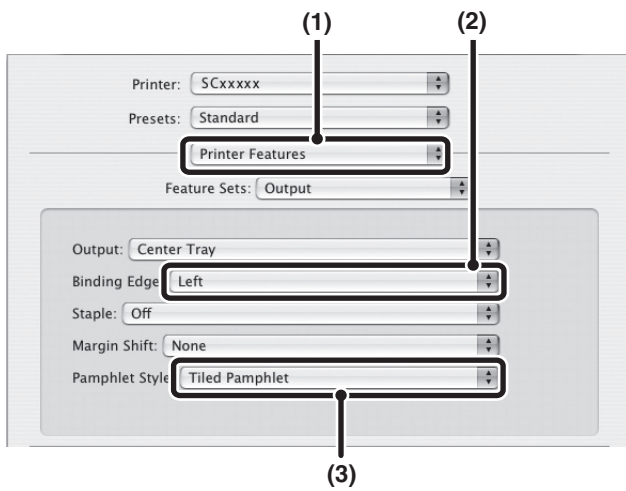 (1) (2)
Printer: SCxxxxx
Presets: Standard
Printer Features
Feature Sets: Output
Output: Center Tray
Binding Edge Left
Staple: Off
Margin Shift: None
Pamphlet Style Tiled Pamphlet
(3)